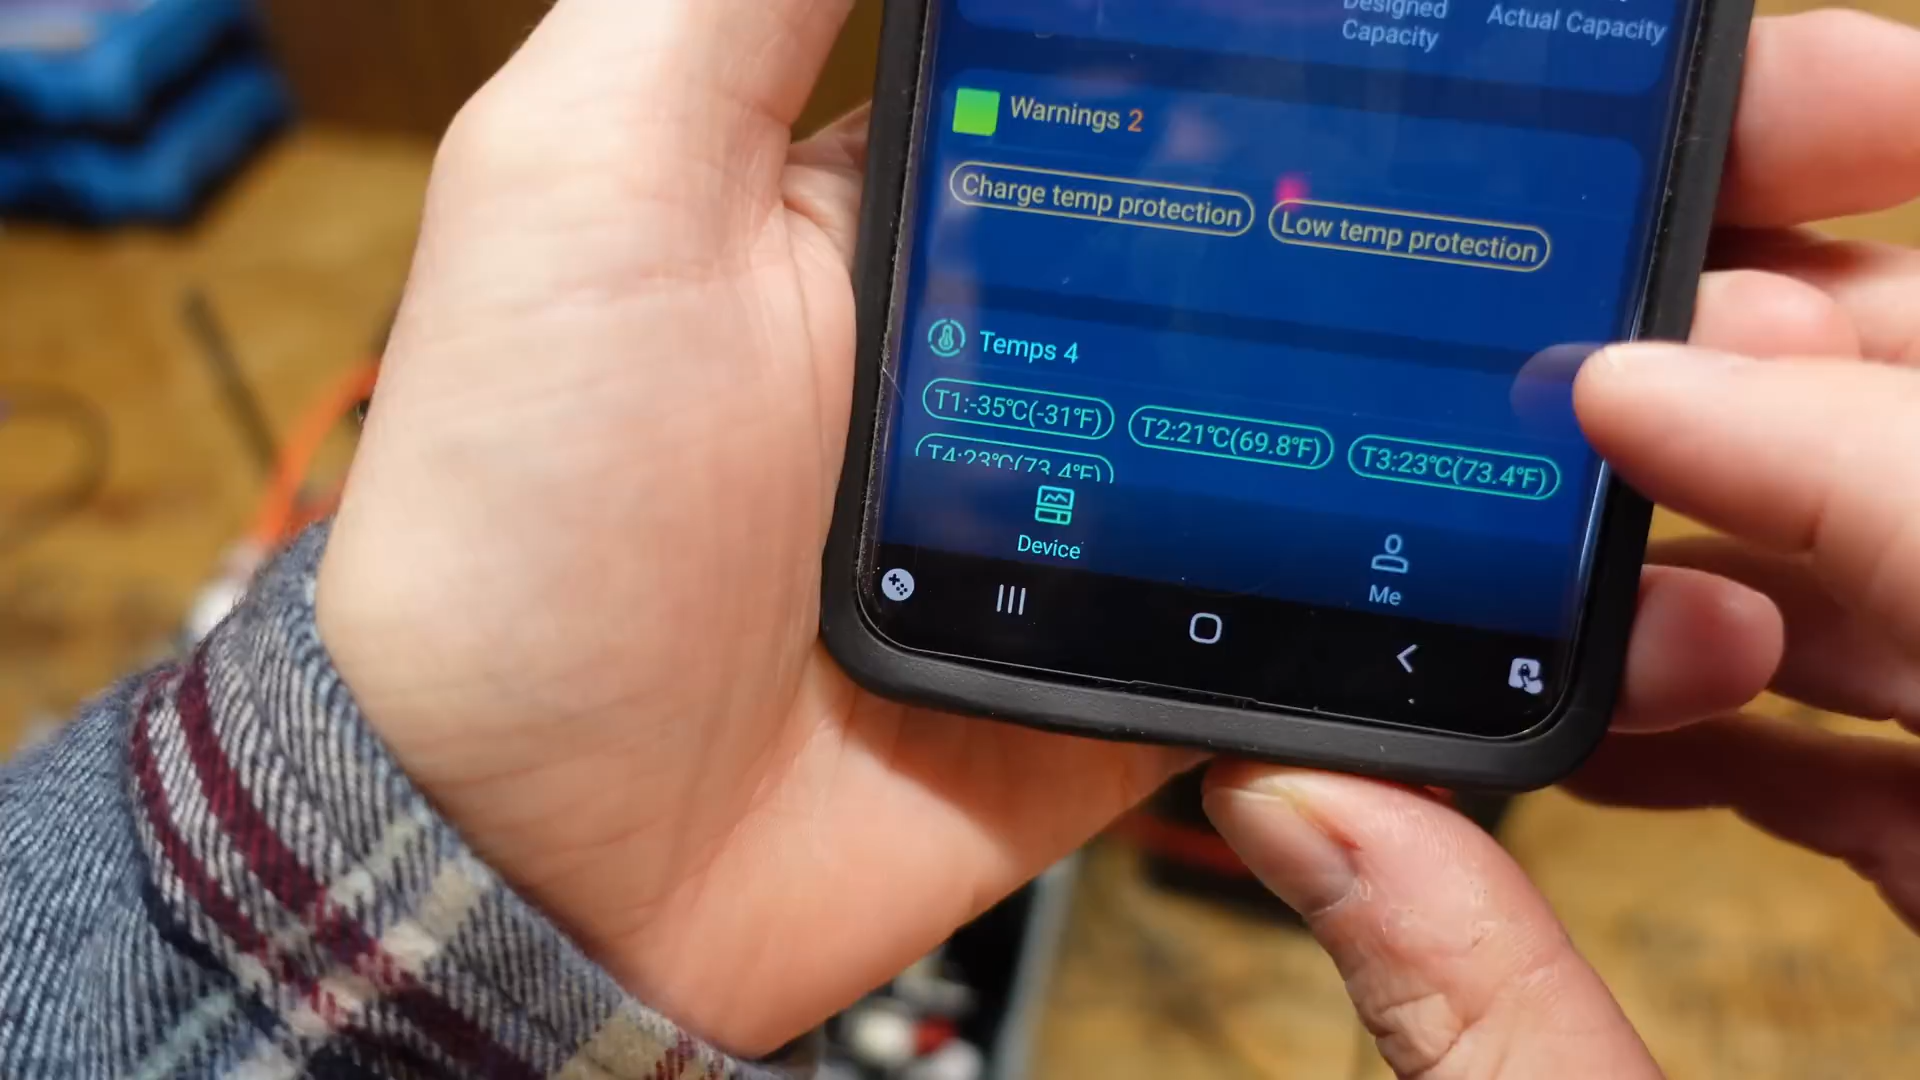 Designed
Capacity
Actual Capacity
Warnings 2
Charge temp protection
Low temp protection
Temps 4
T1:-35℃(-31℉)
T2:21℃(69.8℉)
T3:23℃(73.4℉)
T4:23℃(73.4℉)
Device
Me